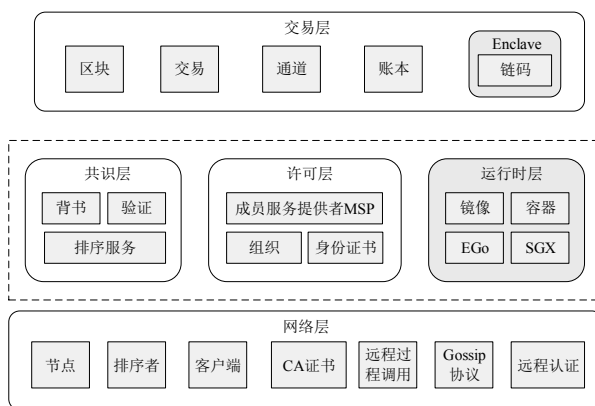 交易层
区块
交易
通道
账本
Enclave
链码
共识层
背书
验证
排序服务
许可层
成员服务提供者MSP
组织
身份证书
运行时层
镜像
容器
EGo
SGX
网络层
节点
排序者
客户端
CA证书
远程过
程调用
Gossip
协议
远程认证